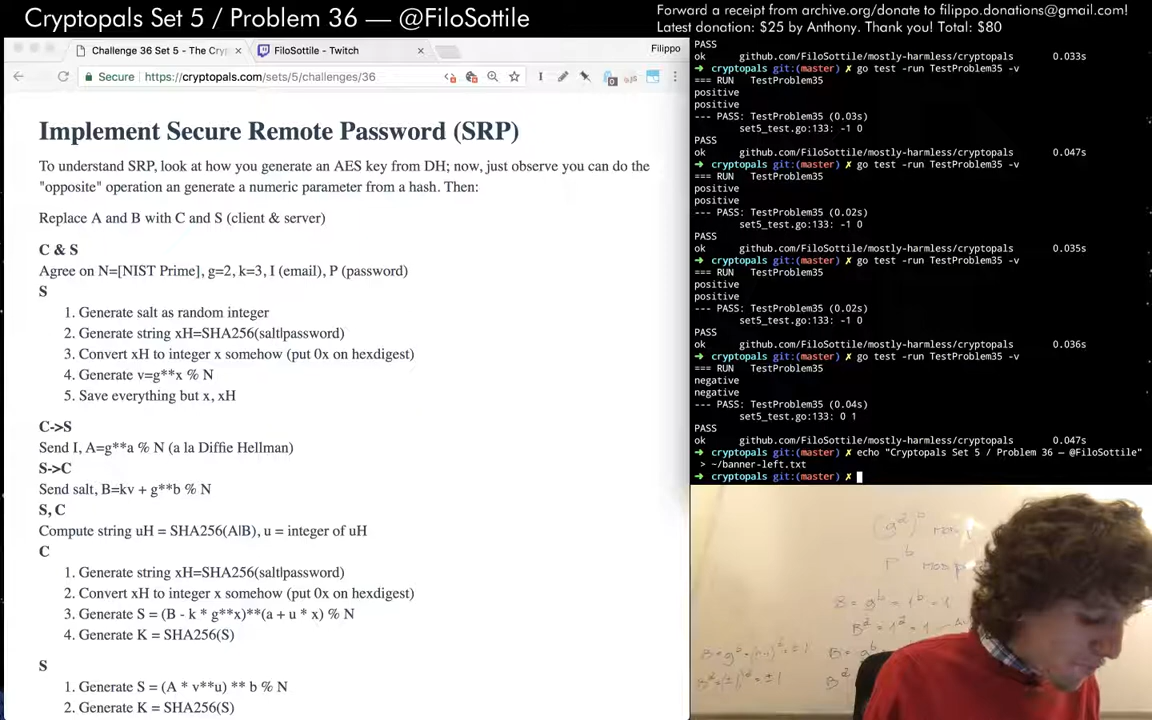 Cryptopals Set 5 / Problem 36 — @FiloSottile
Forward a receipt from archive.org/donate to filippo.donations@gmail.com!
Latest donation: $25 by Anthony. Thank you! Total: $80
Challenge 36 Set 5 - The Cry
FiloSottile - Twitch
Filippo
Secure
https://cryptopals.com/sets/5/challenges/36
Implement Secure Remote Password (SRP)
To understand SRP, look at how you generate an AES key from DH; now, just observe you can do the
"opposite" operation an generate a numeric parameter from a hash. Then:
Replace A and B with C and S (client & server)
C & S
Agree on N=[NIST Prime], g=2, k=3, I (email), P (password)
S
1. Generate salt as random integer
2. Generate string xH=SHA256(salt|password)
3. Convert xH to integer x somehow (put 0x on hexdigest)
4. Generate v=g**x % N
5. Save everything but x, xH
C->S
Send I, A=g**a % N (a la Diffie Hellman)
S->C
Send salt, B=kv + g**b % N
S, C
Compute string uH = SHA256(A|B), u = integer of uH
C
1. Generate string xH=SHA256(salt|password)
2. Convert xH to integer x somehow (put 0x on hexdigest)
3. Generate S = (B - k * g**x)**(a + u * x) % N
4. Generate K = SHA256(S)
S
1. Generate S = (A * v**u) ** b % N
2. Generate K = SHA256(S)
PASS
ok github.com/FiloSottile/mostly-harmless/cryptopals 0.033s
➜ cryptopals git:(master) ✗ go test -run TestProblem35 -v
=== RUN TestProblem35
positive
positive
--- PASS: TestProblem35 (0.03s)
set5_test.go:133: -1 0
PASS
ok github.com/FiloSottile/mostly-harmless/cryptopals 0.047s
➜ cryptopals git:(master) ✗ go test -run TestProblem35 -v
=== RUN TestProblem35
positive
positive
--- PASS: TestProblem35 (0.02s)
set5_test.go:133: -1 0
PASS
ok github.com/FiloSottile/mostly-harmless/cryptopals 0.035s
➜ cryptopals git:(master) ✗ go test -run TestProblem35 -v
=== RUN TestProblem35
positive
positive
--- PASS: TestProblem35 (0.02s)
set5_test.go:133: -1 0
PASS
ok github.com/FiloSottile/mostly-harmless/cryptopals 0.036s
➜ cryptopals git:(master) ✗ go test -run TestProblem35 -v
=== RUN TestProblem35
negative
negative
--- PASS: TestProblem35 (0.04s)
set5_test.go:133: 0 1
PASS
ok github.com/FiloSottile/mostly-harmless/cryptopals 0.047s
➜ cryptopals git:(master) ✗ echo "Cryptopals Set 5 / Problem 36 — @FiloSottile"
> ~/banner-left.txt
➜ cryptopals git:(master) ✗
B = g^b = 1^b = 1
B^2 = 1^2 = 1